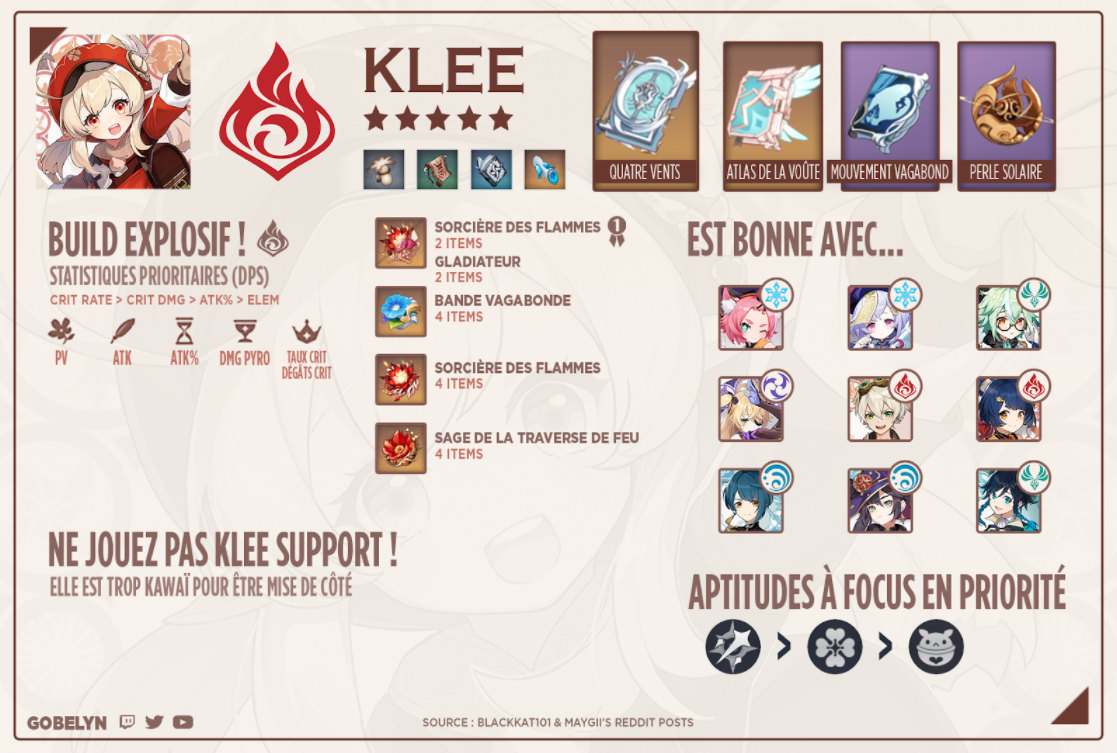 KLEE
QUATRE VENTS
ATLAS DE LA VOÛTE
MOUVEMENT VAGABOND
PERLE SOLAIRE
BUILD EXPLOSIF !
STATISTIQUES PRIORITAIRES (DPS)
CRIT RATE > CRIT DMG > ATK% > ELEM
PV
ATK
ATK%
DMG PYRO
TAUX CRIT
DÉGÂTS CRIT
SORCIÈRE DES FLAMMES
1
2 ITEMS
GLADIATEUR
2 ITEMS
BANDE VAGABONDE
4 ITEMS
SORCIÈRE DES FLAMMES
4 ITEMS
SAGE DE LA TRAVERSE DE FEU
4 ITEMS
EST BONNE AVEC...
NE JOUEZ PAS KLEE SUPPORT !
ELLE EST TROP KAWAÏ POUR ÊTRE MISE DE CÔTÉ
APTITUDES À FOCUS EN PRIORITÉ
> >
GOBELYN
SOURCE : BLACKKAT101 & MAYGII'S REDDIT POSTS